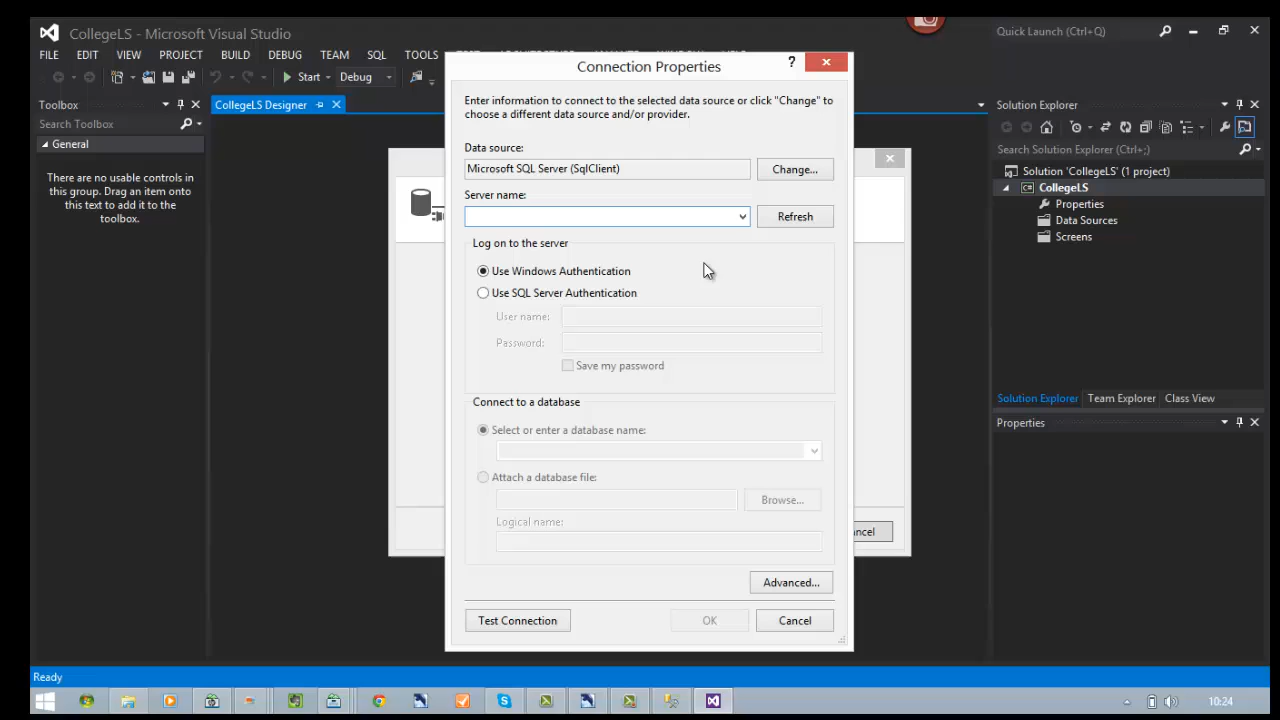 CollegeLS - Microsoft Visual Studio
Quick Launch (Ctrl+Q)
FILE EDIT VIEW PROJECT BUILD DEBUG TEAM SQL TOOLS
Start Debug
Toolbox
Search Toolbox
General
There are no usable controls in
this group. Drag an item onto
this text to add it to the
toolbox.
CollegeLS Designer
Connection Properties
?
Enter information to connect to the selected data source or click "Change" to
choose a different data source and/or provider.
Data source:
Microsoft SQL Server (SqlClient)
Change...
Server name:
Refresh
Log on to the server
Use Windows Authentication
Use SQL Server Authentication
User name:
Password:
Save my password
Connect to a database
Select or enter a database name:
Attach a database file:
Browse...
Logical name:
Advanced...
Test Connection
OK
Cancel
ancel
Solution Explorer
Search Solution Explorer (Ctrl+;)
Solution 'CollegeLS' (1 project)
C#
CollegeLS
Properties
Data Sources
Screens
Solution Explorer Team Explorer Class View
Properties
Ready
10:24